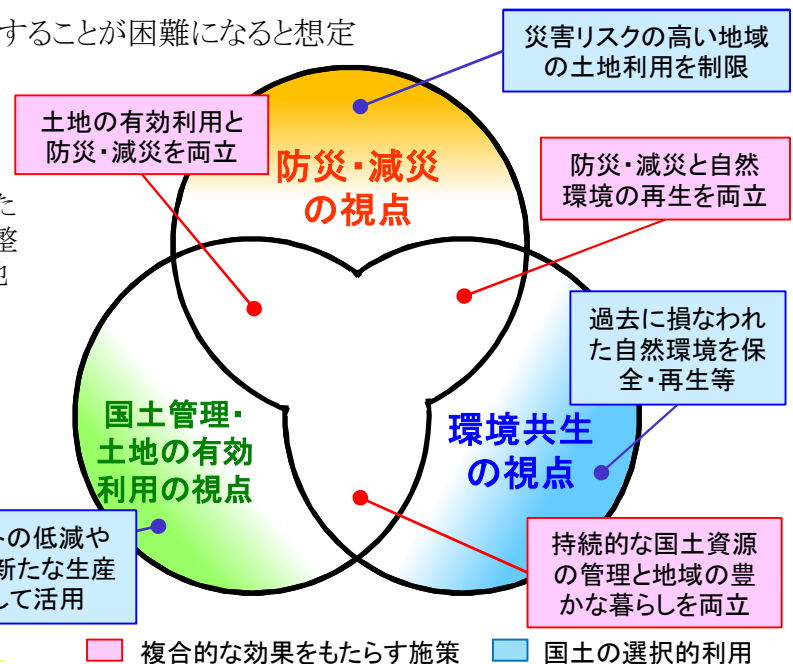 することが困難になると想定
災害リスクの高い地域
の土地利用を制限
土地の有効利用と
防災・減災を両立
防災・減災
の視点
防災・減災と自然
環境の再生を両立
た
整
過去に損なわれ
た自然環境を保
全・再生等
国土管理・
土地の有効
利用の視点
環境共生
の視点
トの低減や
新たな生産
して活用
持続的な国土資源
の管理と地域の豊
かな暮らしを両立
複合的な効果をもたらす施策
国土の選択的利用